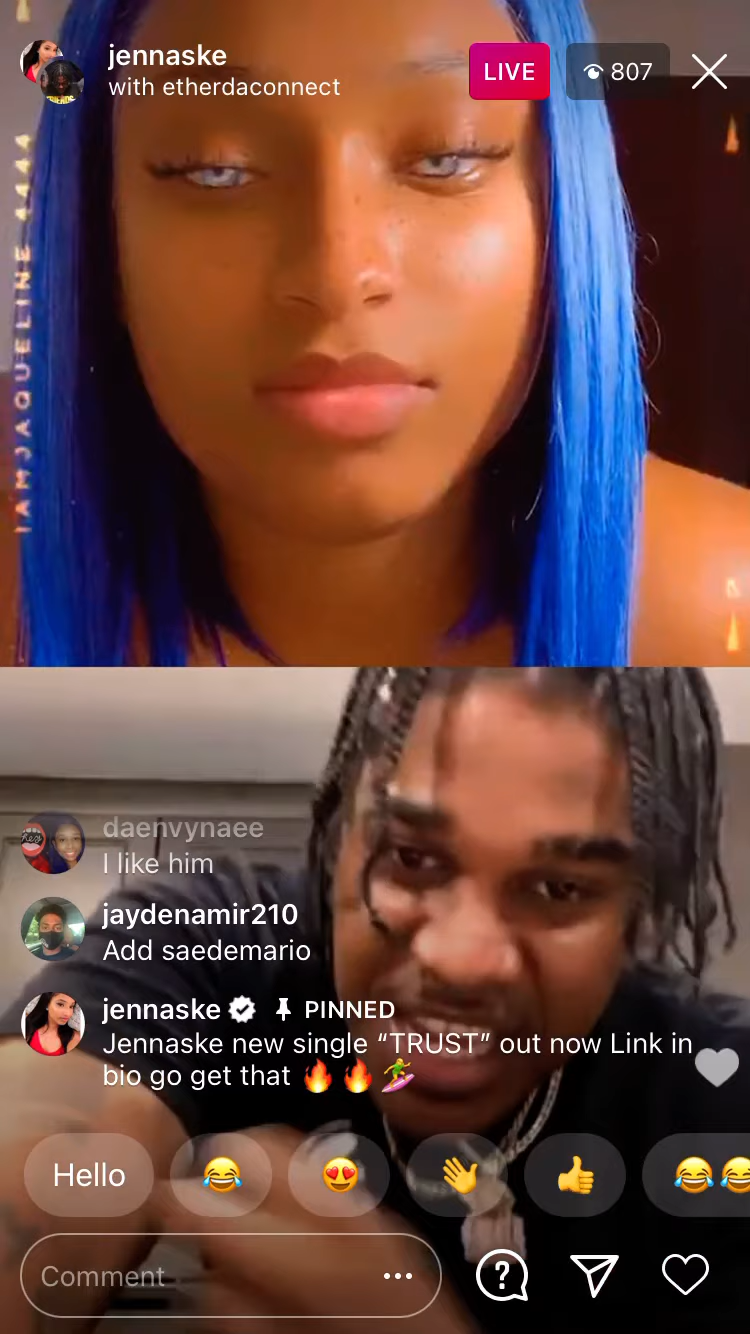 jennaske
with etherdaconnect
LIVE
807
IAMJAQUELINE 4444
daenvynaee
I like him
jaydenamir210
Add saedemario
jennaske PINNED
Jennaske new single “TRUST” out now Link in
bio go get that 🔥🔥🏄‍♀️
Hello 😂 😍 👋 👍 😂😂
Comment